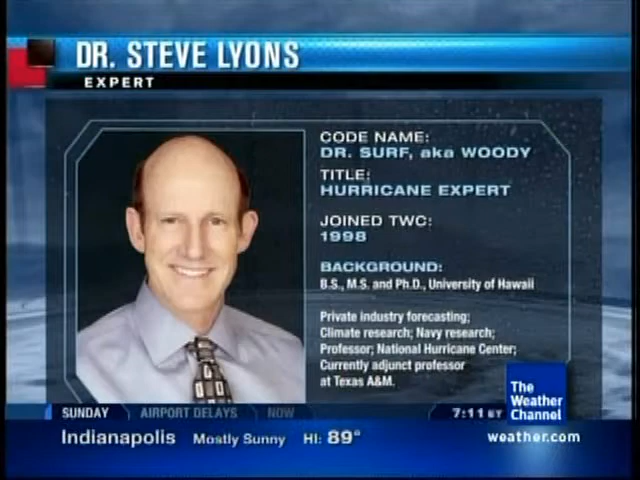 DR. STEVE LYONS
EXPERT
CODE NAME:
DR. SURF, aka WOODY
TITLE:
HURRICANE EXPERT
JOINED TWC:
1998
BACKGROUND:
B.S., M.S. and Ph.D., University of Hawaii
Private industry forecasting;
Climate research; Navy research;
Professor; National Hurricane Center;
Currently adjunct professor
at Texas A&M.
The
Weather
Channel
SUNDAY AIRPORT DELAYS NOW 7:11 ET
Indianapolis Mostly Sunny HI: 89° weather.com